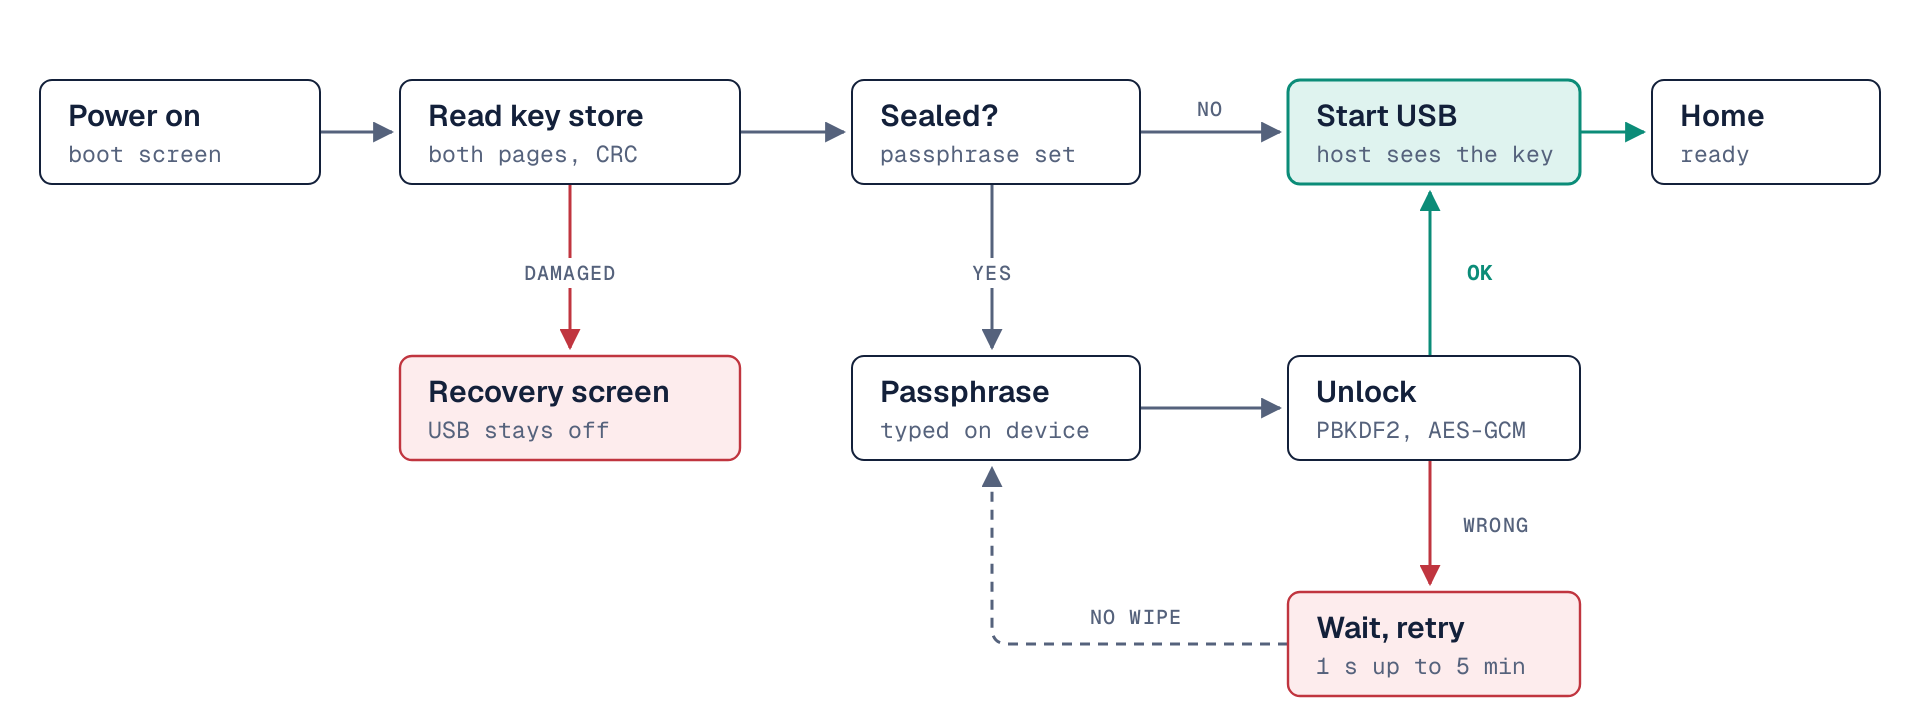 Power on
boot screen
Read key store
both pages, CRC
Sealed?
passphrase set
NO
Start USB
host sees the key
Home
ready
DAMAGED
YES
OK
Recovery screen
USB stays off
Passphrase
typed on device
Unlock
PBKDF2, AES-GCM
WRONG
NO WIPE
Wait, retry
1 s up to 5 min